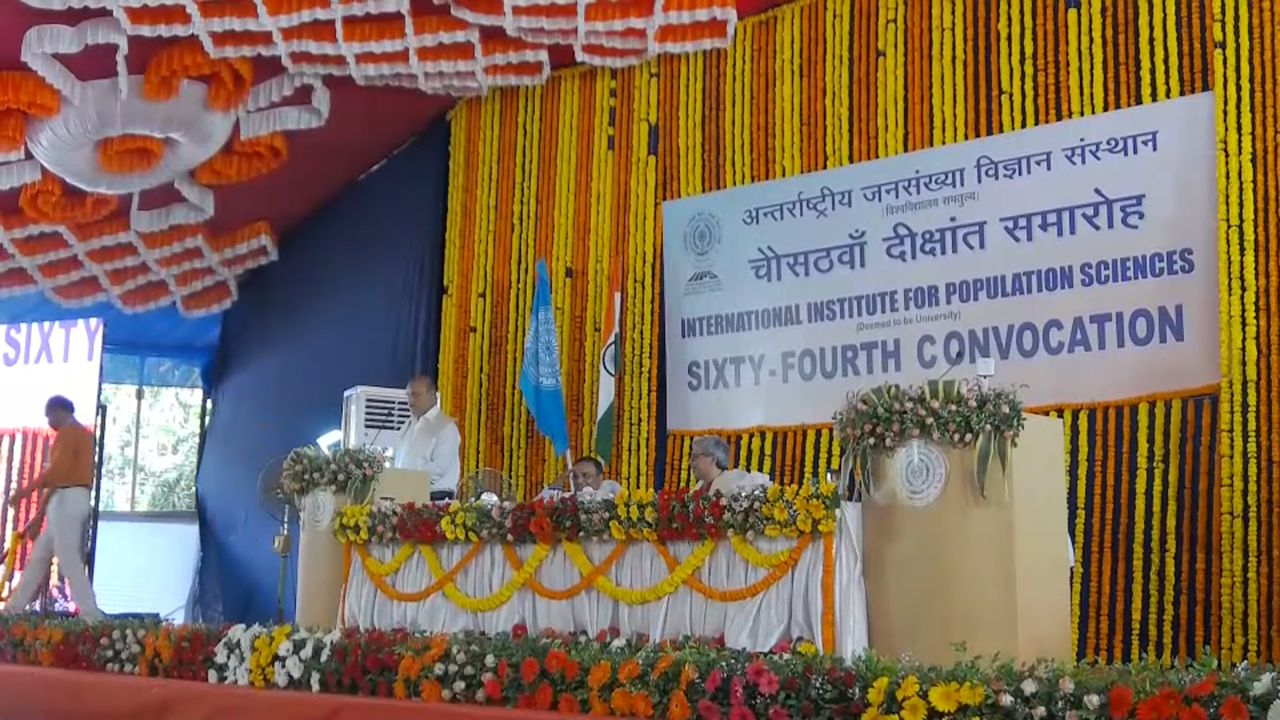 अन्तर्राष्ट्रीय जनसंख्या विज्ञान संस्थान
(विश्वविद्यालय समतुल्य)
चौसठवाँ दीक्षांत समारोह
IIPS
INTERNATIONAL INSTITUTE FOR POPULATION SCIENCES
(Deemed to be University)
SIXTY-FOURTH CONVOCATION
SIXTY